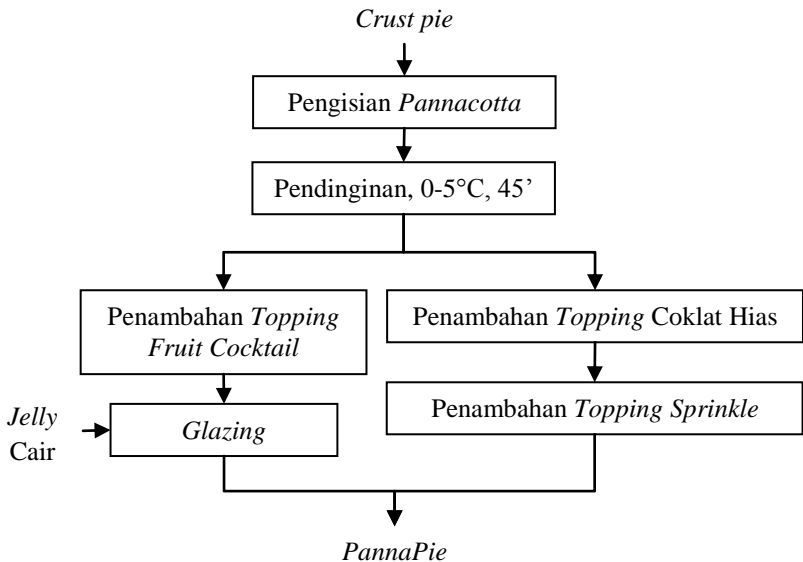 Crust pie
Pengisian Pannacotta
Pendinginan, 0-5°C, 45’
Penambahan Topping
Fruit Cocktail
Penambahan Topping Coklat Hias
Jelly
Cair
Glazing
Penambahan Topping Sprinkle
PannaPie